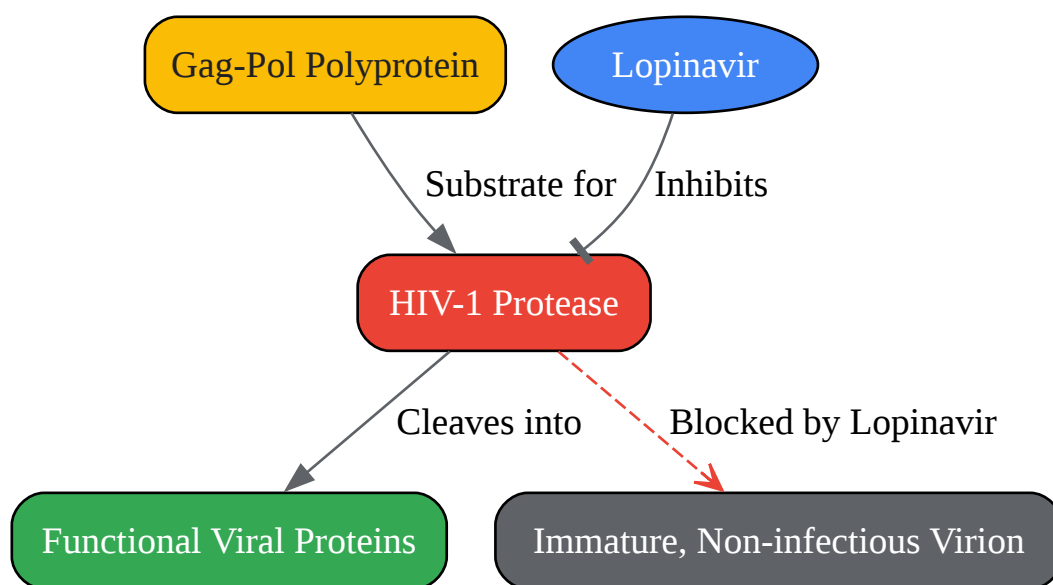 Gag-Pol Polyprotein
Lopinavir
Substrate for
Inhibits
HIV-1 Protease
Cleaves into
Blocked by Lopinavir
Functional Viral Proteins
Immature, Non-infectious Virion